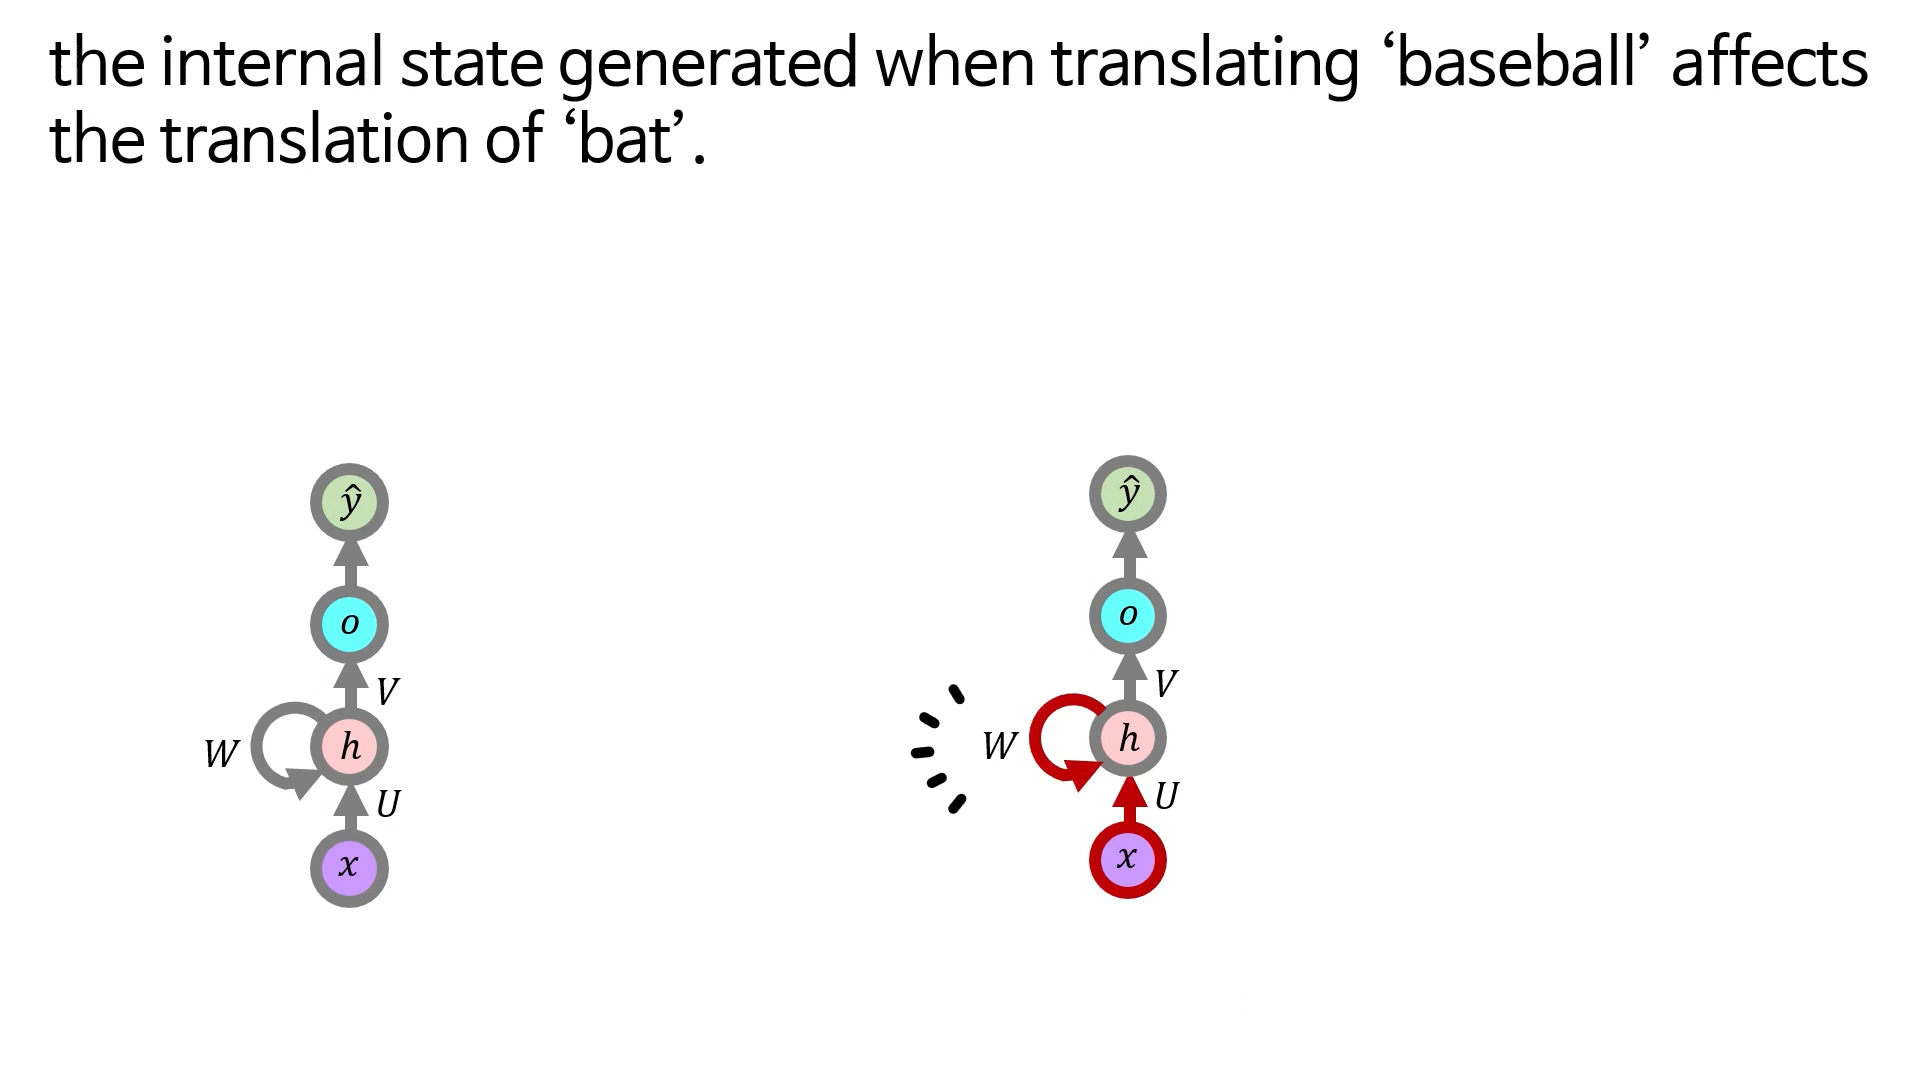 the internal state generated when translating ‘baseball’ affects
the translation of ‘bat’.
ŷ
o
V
W
h
U
x
ŷ
o
V
W
h
U
x